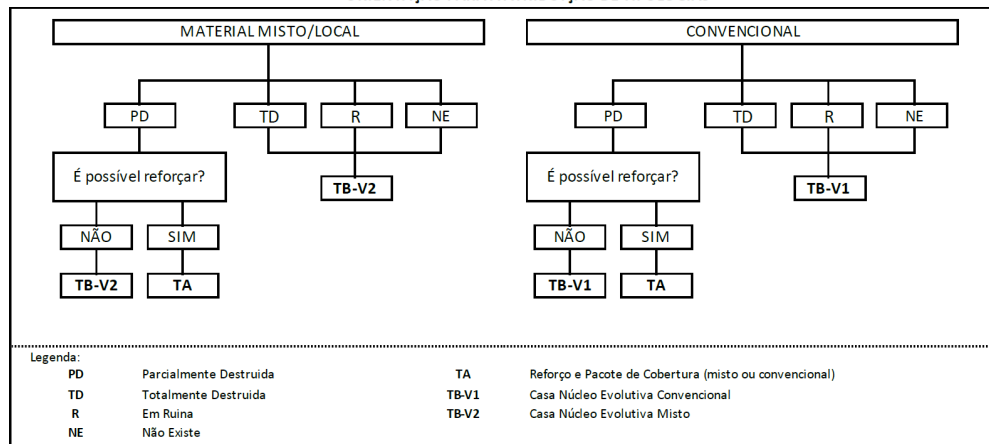 MATERIAL MISTO/LOCAL
CONVENCIONAL
PD TD R NE
PD TD R NE
É possível reforçar?
TB-V2
É possível reforçar?
TB-V1
NÃO SIM
NÃO SIM
TB-V2 TA
TB-V1 TA
Legenda:
PD Parcialmente Destruida TA Reforço e Pacote de Cobertura (misto ou convencional)
TD Totalmente Destruida TB-V1 Casa Núcleo Evolutiva Convencional
R Em Ruina TB-V2 Casa Núcleo Evolutiva Misto
NE Não Existe